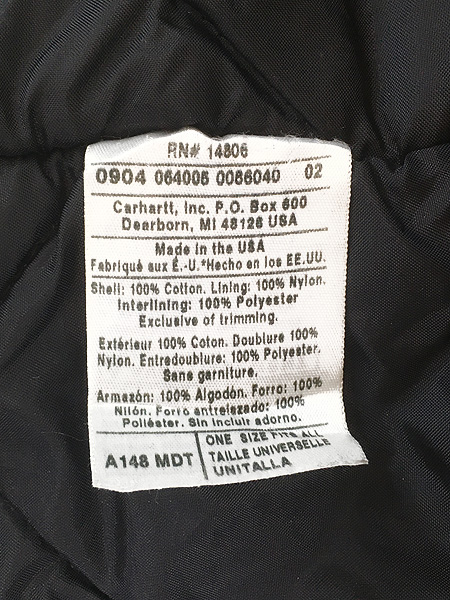 RN# 14806
0904 064005 0086040 02
Carhartt, Inc. P.O. Box 600
Dearborn, MI 48126 USA
Made in the USA
Fabriqué aux É.-U.*Hecho en los EE.UU.
Shell: 100% Cotton. Lining: 100% Nylon.
Interlining: 100% Polyester
Exclusive of trimming.
Extérieur 100% Coton. Doublure 100%
Nylon. Entredoublure: 100% Polyester.
Sans garniture.
Armazón: 100% Algodón. Forro: 100%
Nilón. Forro entrelazado: 100%
Poliéster. Sin incluir adorno.
A148 MDT
ONE SIZE FITS ALL
TAILLE UNIVERSELLE
UNITALLA